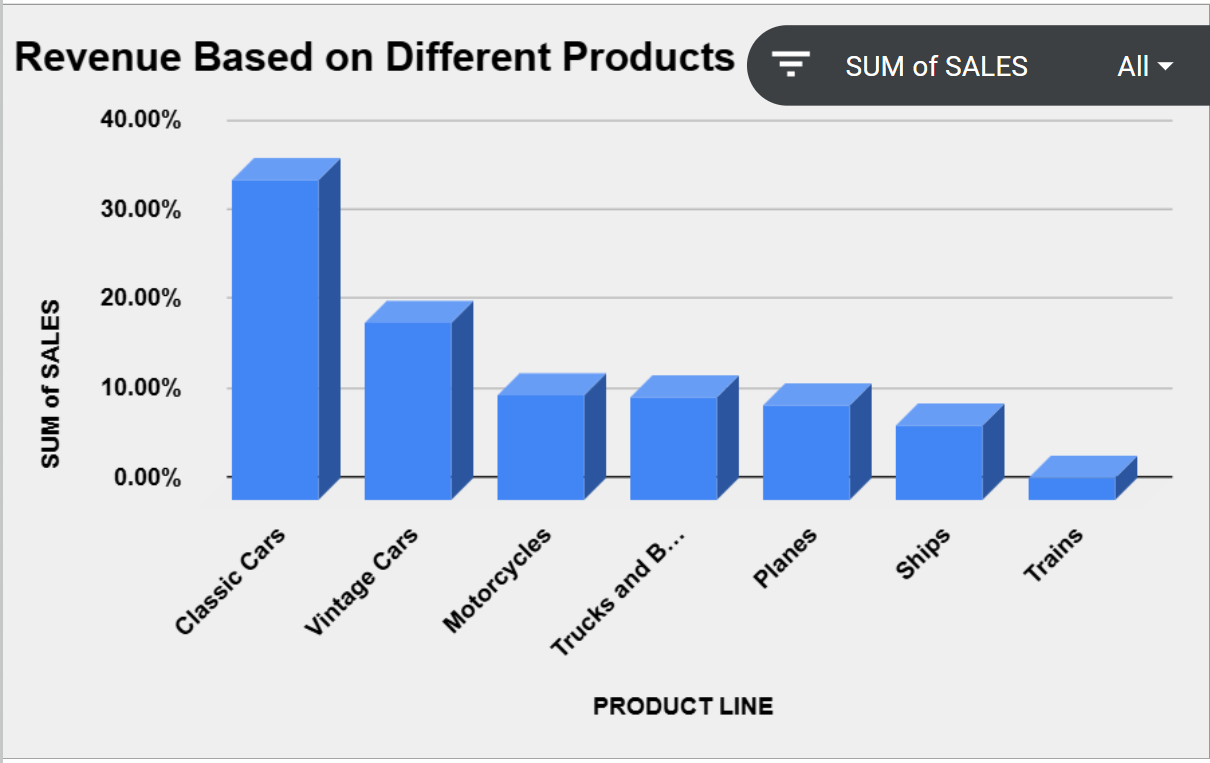 Revenue Based on Different Products
SUM of SALES All
40.00%
30.00%
20.00%
10.00%
0.00%
SUM of SALES
Classic Cars
Vintage Cars
Motorcycles
Trucks and B...
Planes
Ships
Trains
PRODUCT LINE